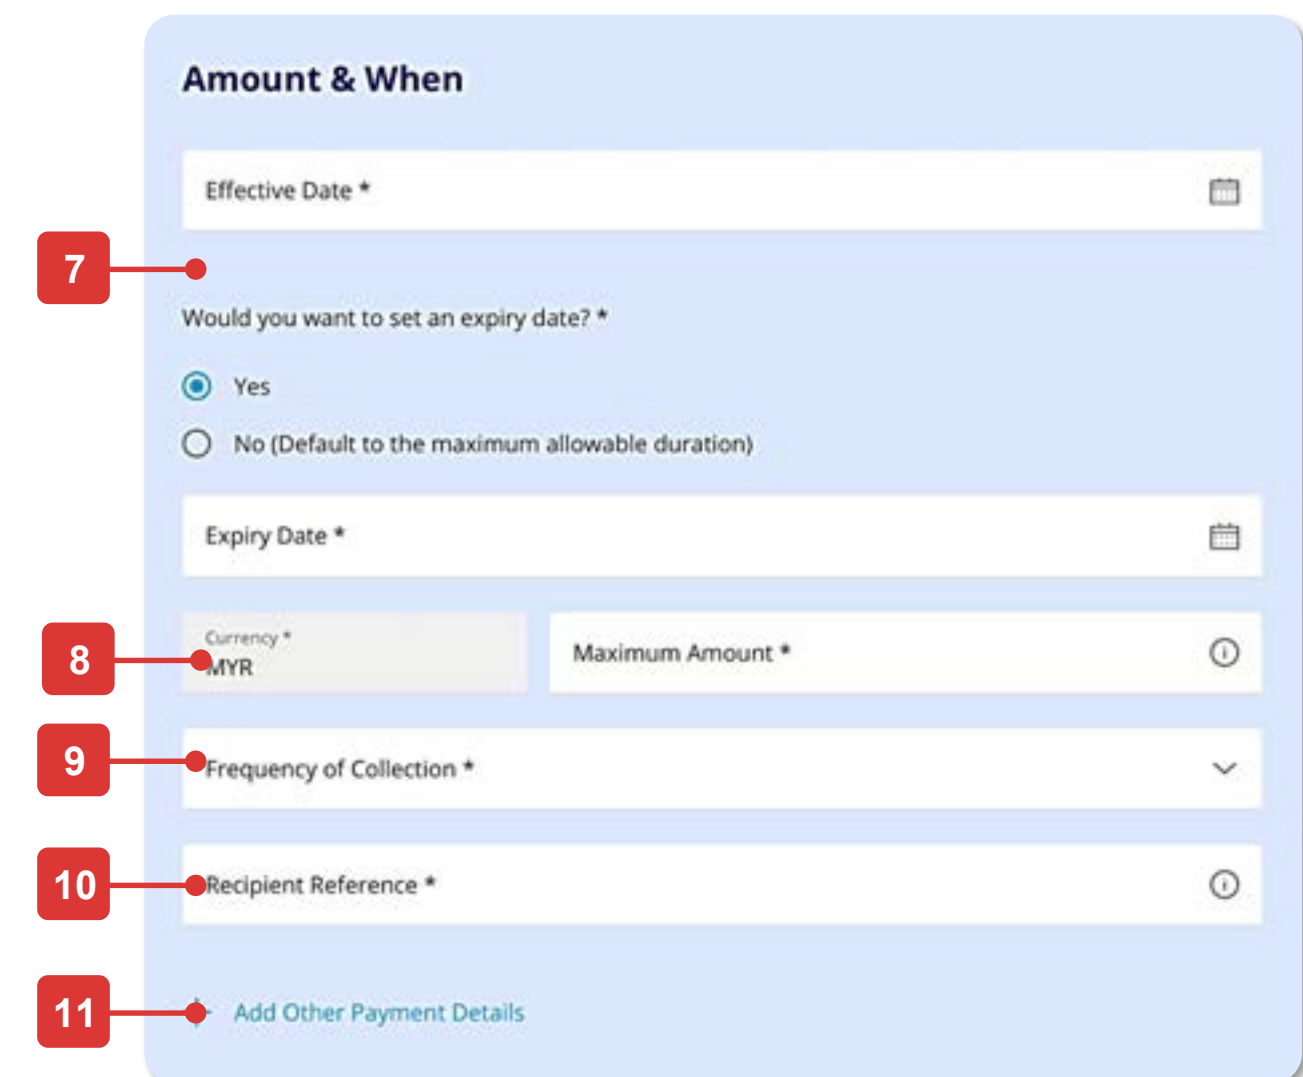 Amount & When
Effective Date *
7
Would you want to set an expiry date? *
Yes
No (Default to the maximum allowable duration)
Expiry Date *
Currency *
8
MYR
Maximum Amount *
9
Frequency of Collection *
10
Recipient Reference *
11
Add Other Payment Details